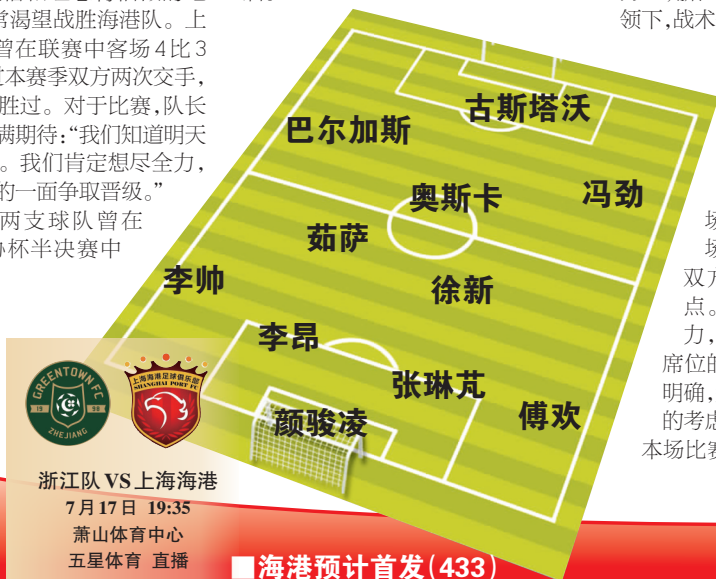 常渴望战胜海港队。上
曾在联赛中客场4比3
过本赛季双方两次交手,
胜过。对于比赛,队长
满期待:“我们知道明天
。我们肯定想尽全力,
的一面争取晋级。”
两支球队曾在
协杯半决赛中
领下,战术
场
场
双方
点。
力,
席位的
明确,
的考虑
本场比赛
古斯塔沃
巴尔加斯
奥斯卡
冯劲
茹萨
李帅
徐新
李昂
张琳芃
傅欢
颜骏凌
GREENTOWN FC
19 98
ZHEJIANG
上海海港足球俱乐部
SHANGHAI PORT FC
浙江队 VS 上海海港
7月17日 19:35
萧山体育中心
五星体育 直播
■海港预计首发(433)